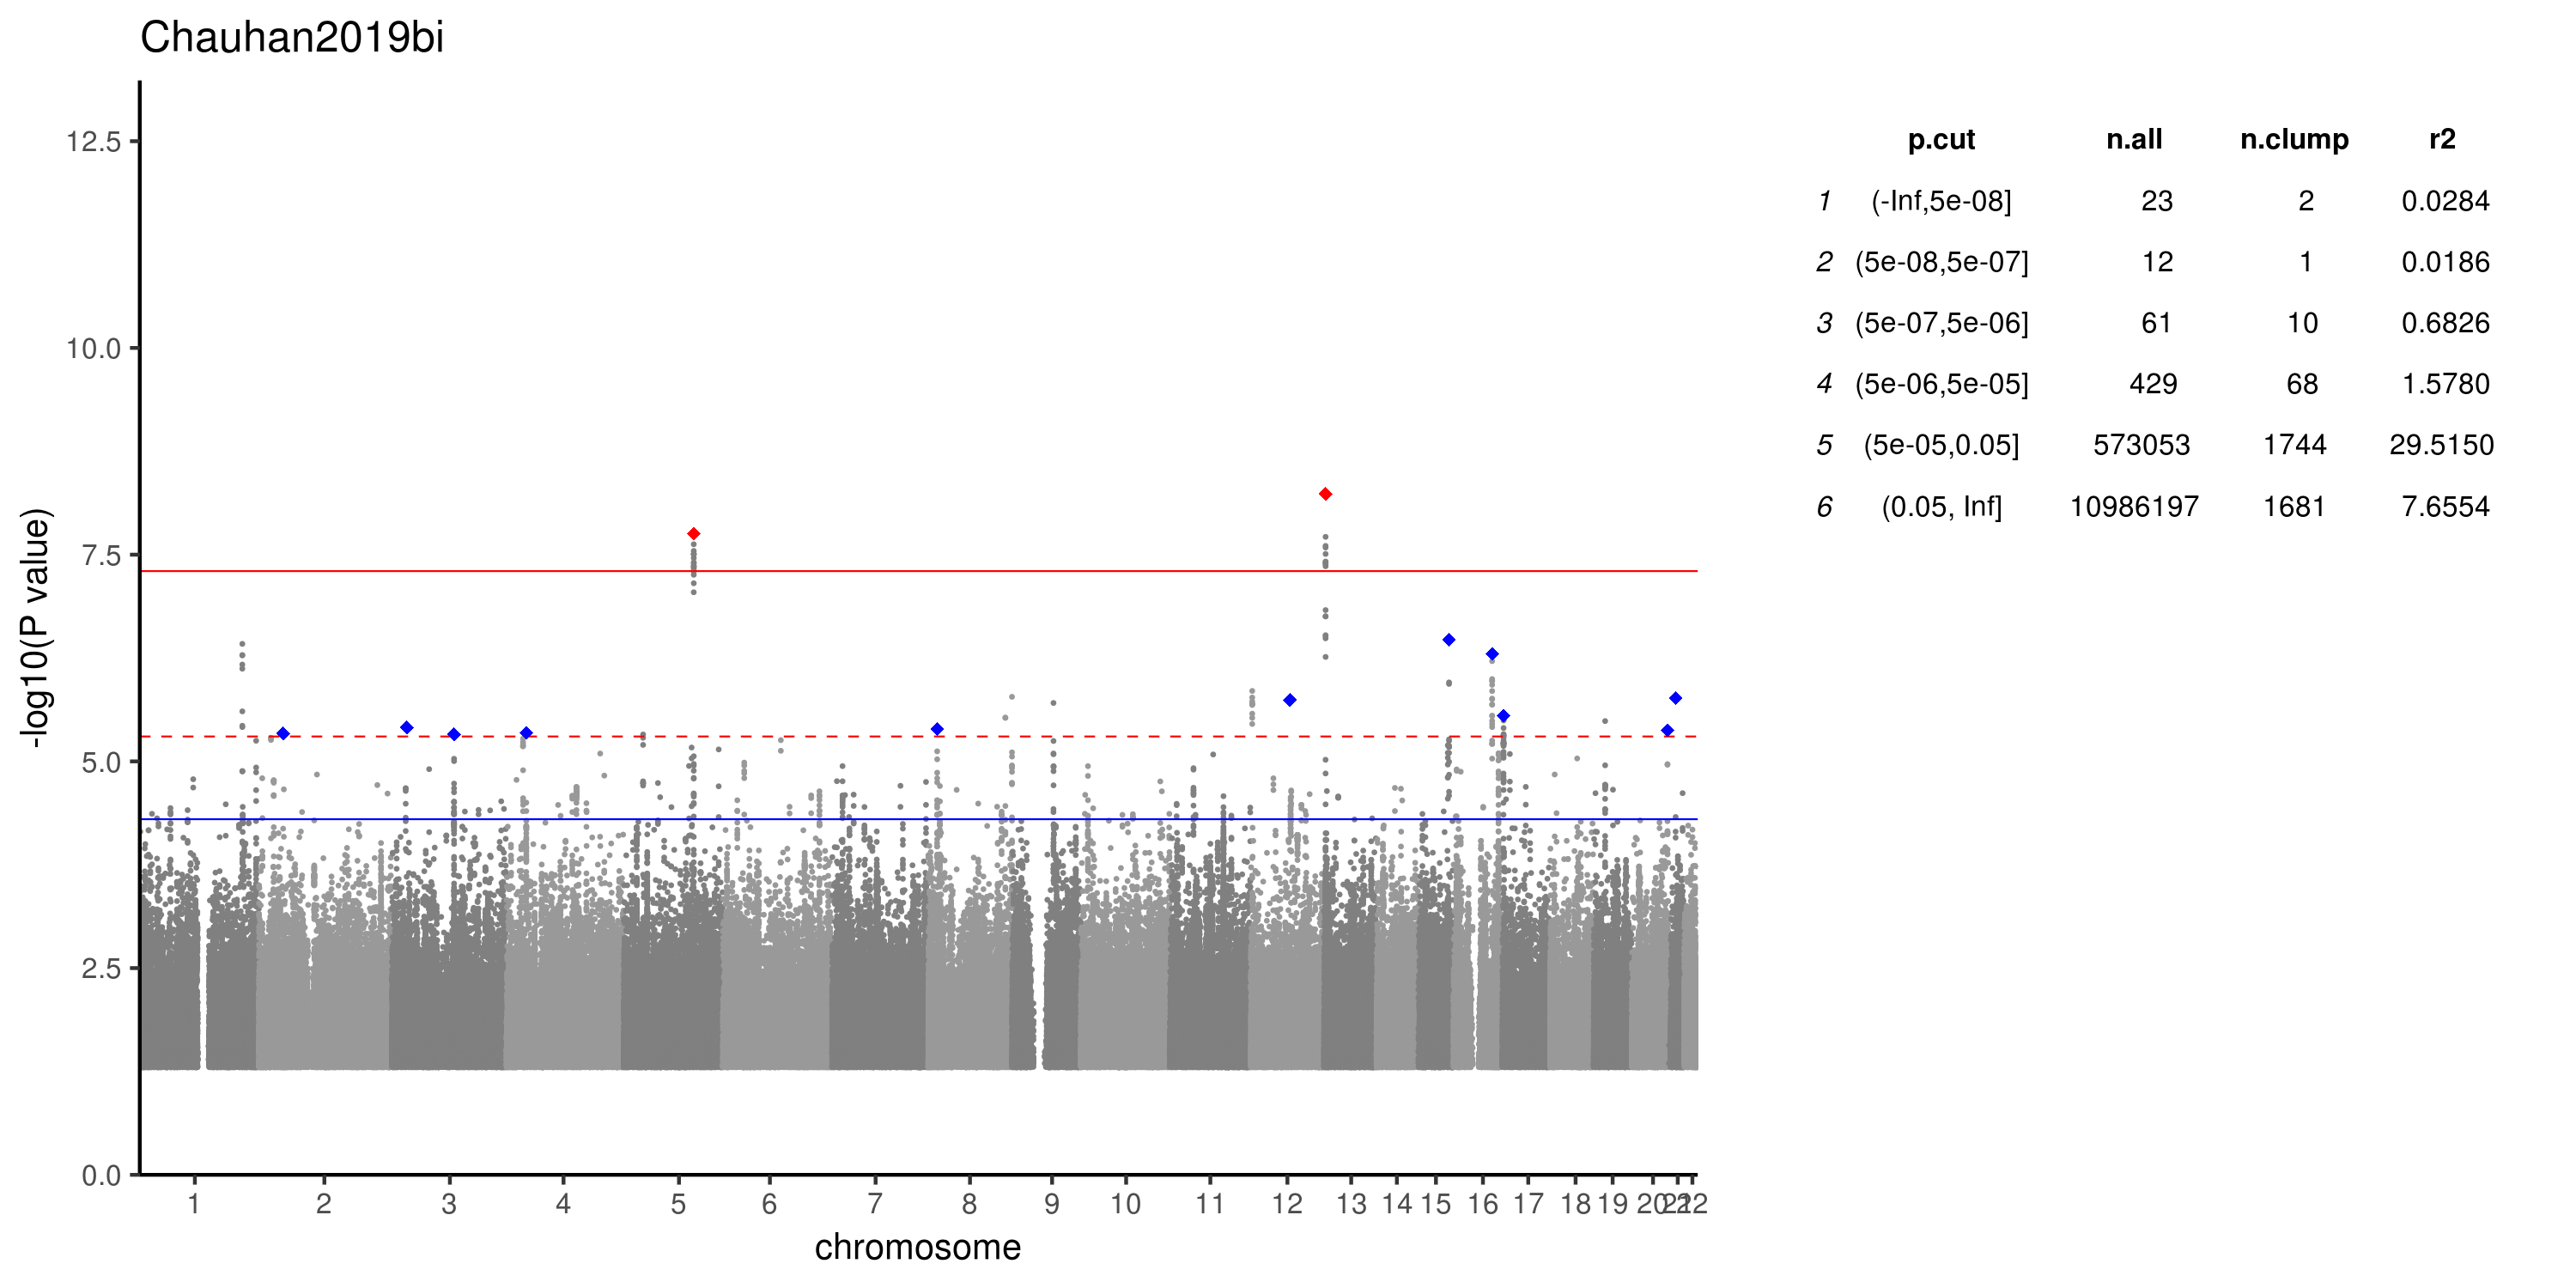 Chauhan2019bi
12.5
10.0
7.5
5.0
2.5
0.0
-log10(P value)
1 2 3 4 5 6 7 8 9 10 11 12 13 14 15 16 17 18 19 20 21 22
chromosome
p.cut n.all n.clump r2
1 (-Inf,5e-08] 23 2 0.0284
2 (5e-08,5e-07] 12 1 0.0186
3 (5e-07,5e-06] 61 10 0.6826
4 (5e-06,5e-05] 429 68 1.5780
5 (5e-05,0.05] 573053 1744 29.5150
6 (0.05, Inf] 10986197 1681 7.6554